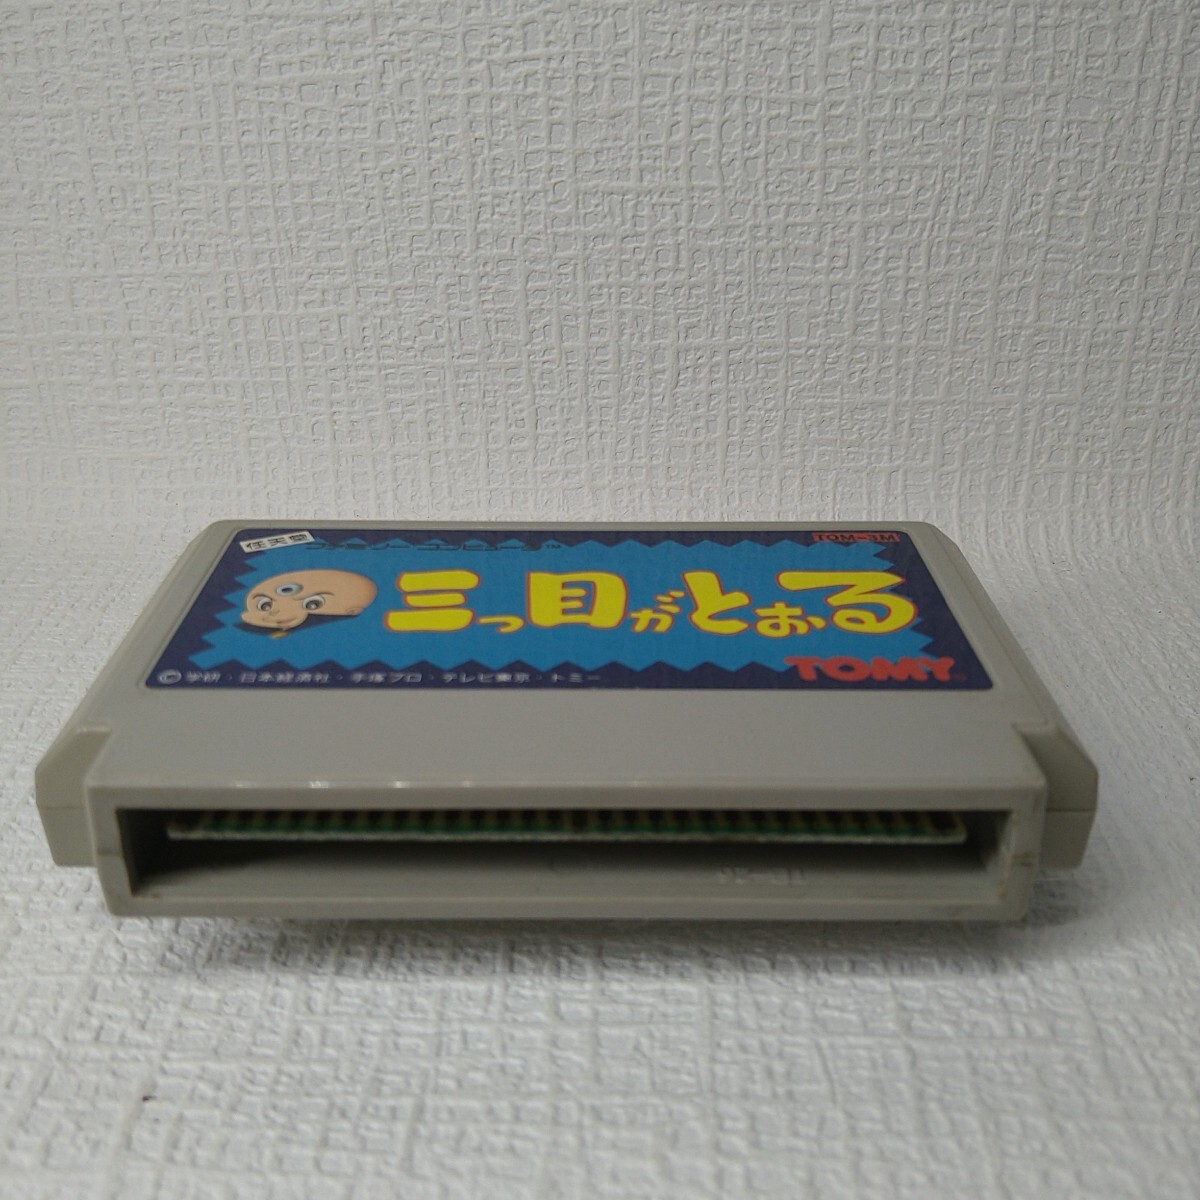 任天堂 ファミリーコンピュータ™
TOM-3M
三つ目がとおる
TOMY
©学研・日本経済社・手塚プロ・テレビ東京・トミー